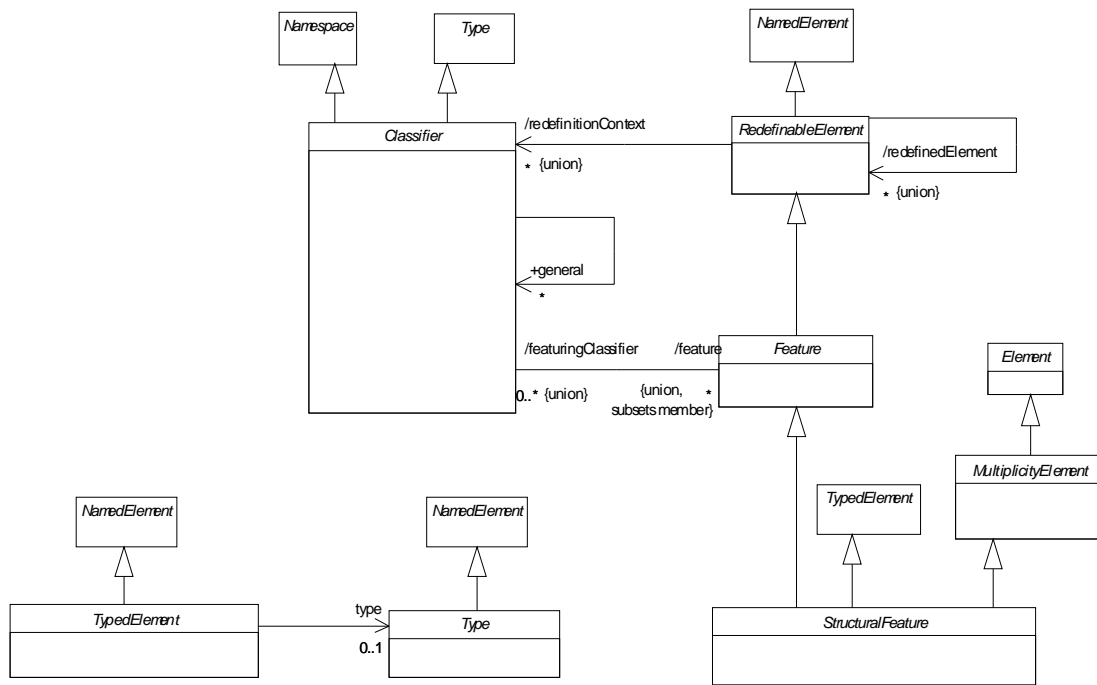 Namespace
Type
NamedElement
Classifier
/redefinitionContext
* {union}
RedefinableElement
/redefinedElement
* {union}
+general
*
/featuringClassifier
0..* {union}
/feature
{union, *
subsets member}
Feature
Element
MultiplicityElement
TypedElement
NamedElement
NamedElement
TypedElement
type
0..1
Type
StructuralFeature